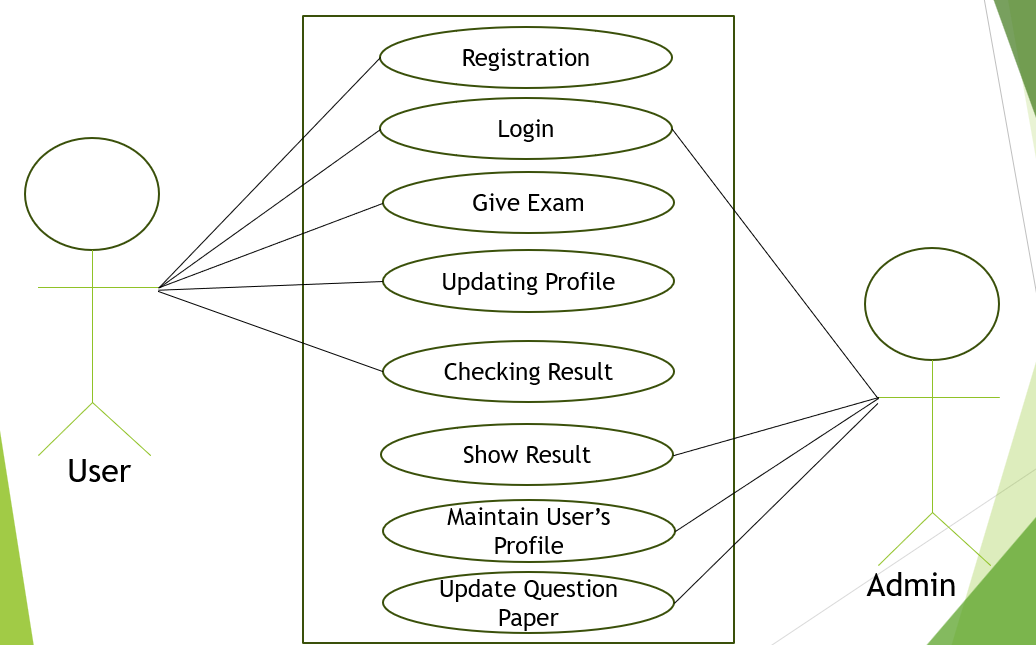 Registration
Login
Give Exam
Updating Profile
Checking Result
Show Result
Maintain User’s
Profile
Update Question
Paper
User
Admin